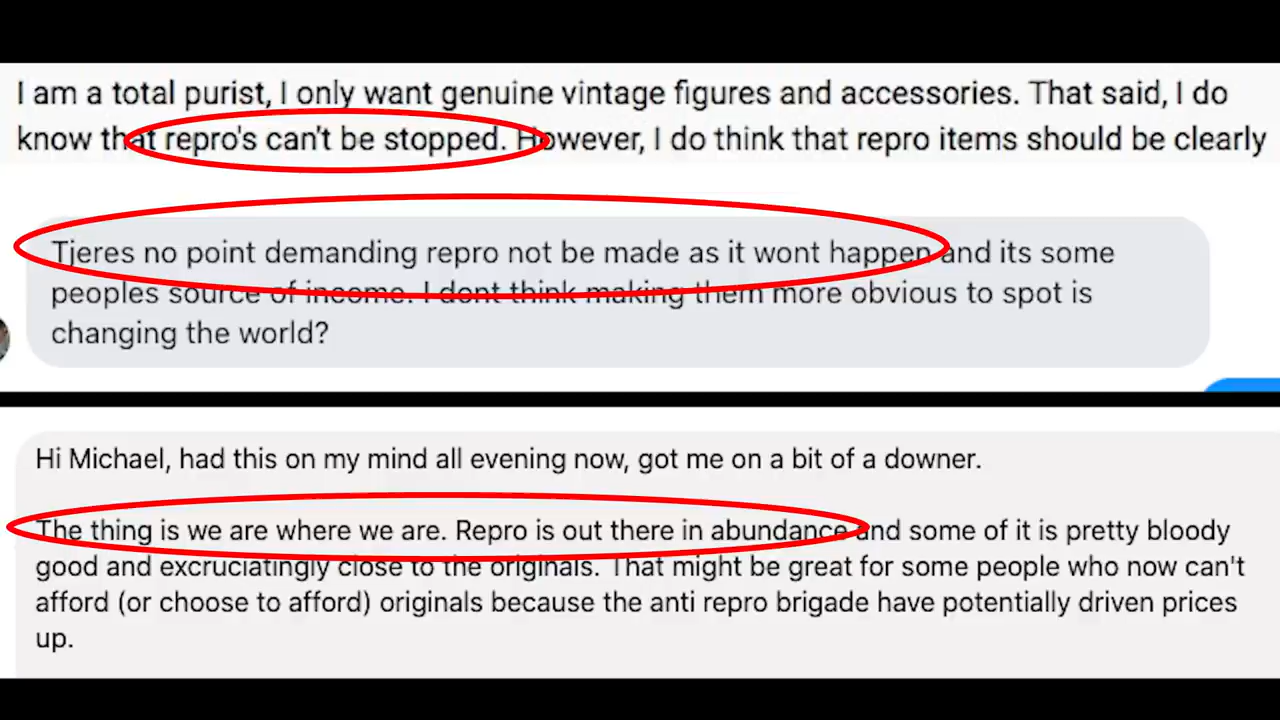 I am a total purist, I only want genuine vintage figures and accessories. That said, I do
know that repro's can't be stopped. However, I do think that repro items should be clearly
Tjeres no point demanding repro not be made as it wont happen and its some
peoples source of income. I dont think making them more obvious to spot is
changing the world?
Hi Michael, had this on my mind all evening now, got me on a bit of a downer.
The thing is we are where we are. Repro is out there in abundance and some of it is pretty bloody
good and excruciatingly close to the originals. That might be great for some people who now can't
afford (or choose to afford) originals because the anti repro brigade have potentially driven prices
up.